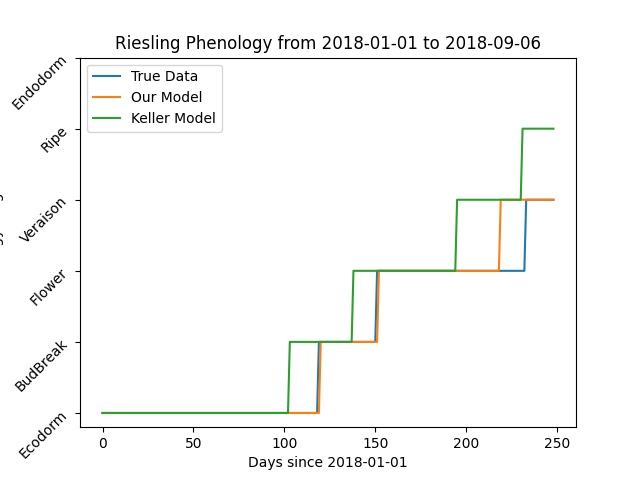 Riesling Phenology from 2018-01-01 to 2018-09-06
True Data
Our Model
Keller Model
Endodorm
Ripe
Veraison
Flower
BudBreak
Ecodorm
0 50 100 150 200 250
Days since 2018-01-01